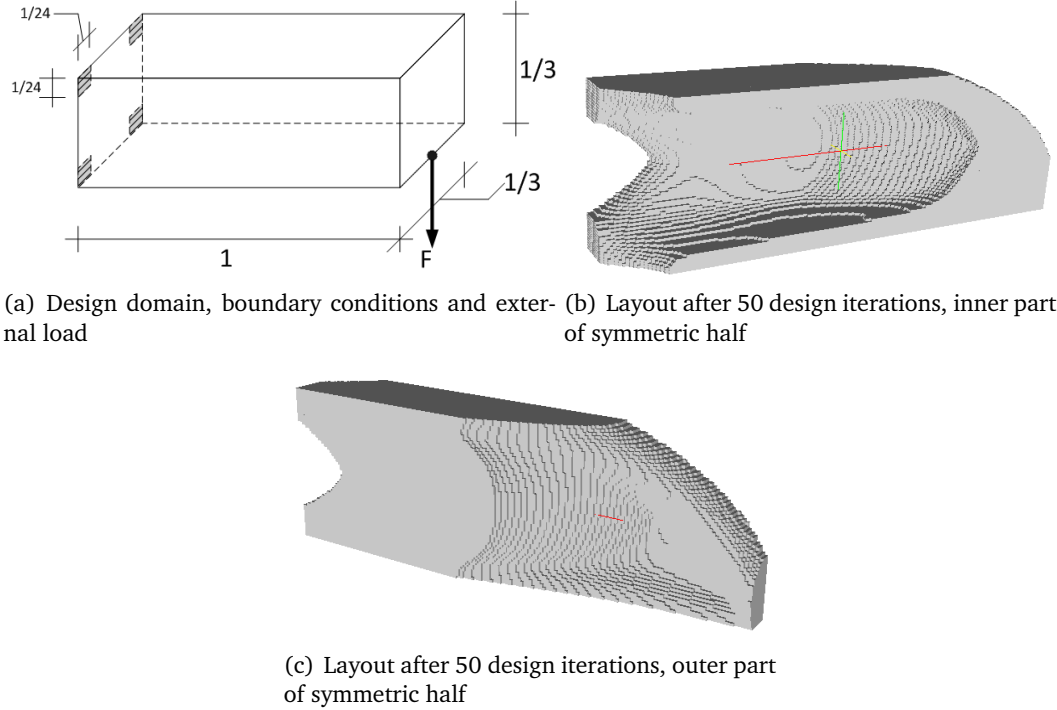 1/24
1/24
1/3
1/3
1
F
(a) Design domain, boundary conditions and exter-
nal load
(b) Layout after 50 design iterations, inner part
of symmetric half
(c) Layout after 50 design iterations, outer part
of symmetric half